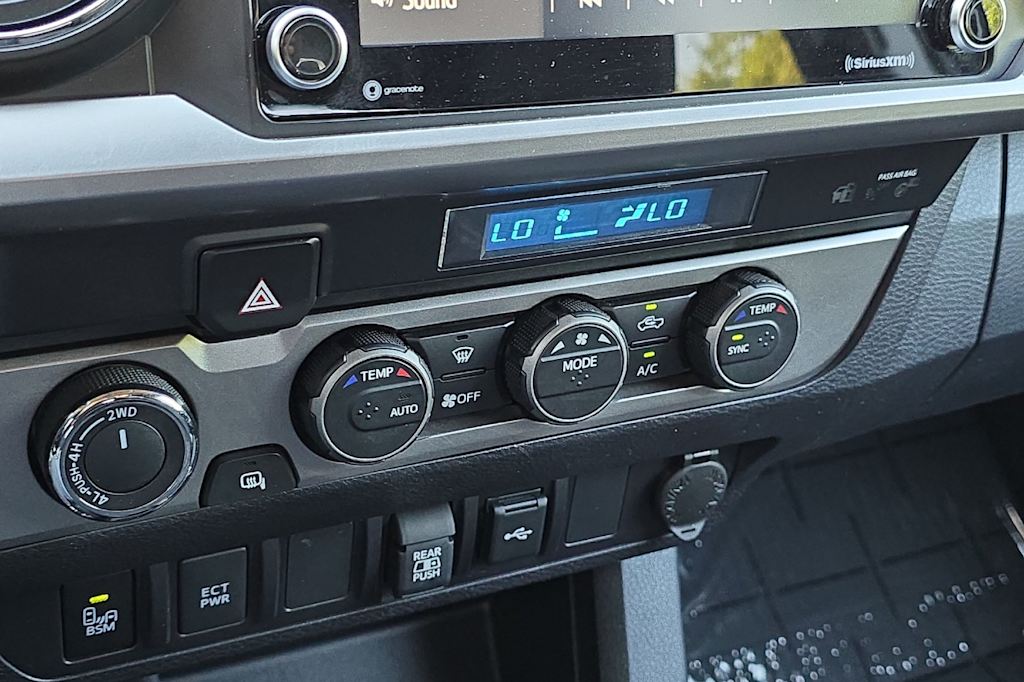 Sound
gracenote
SiriusXM
PASS AIR BAG
LO LO
TEMP
AUTO
OFF
MODE
A/C
TEMP
SYNC
2WD
4H
4L-PUSH-
REAR
PUSH
ECT
PWR
BSM